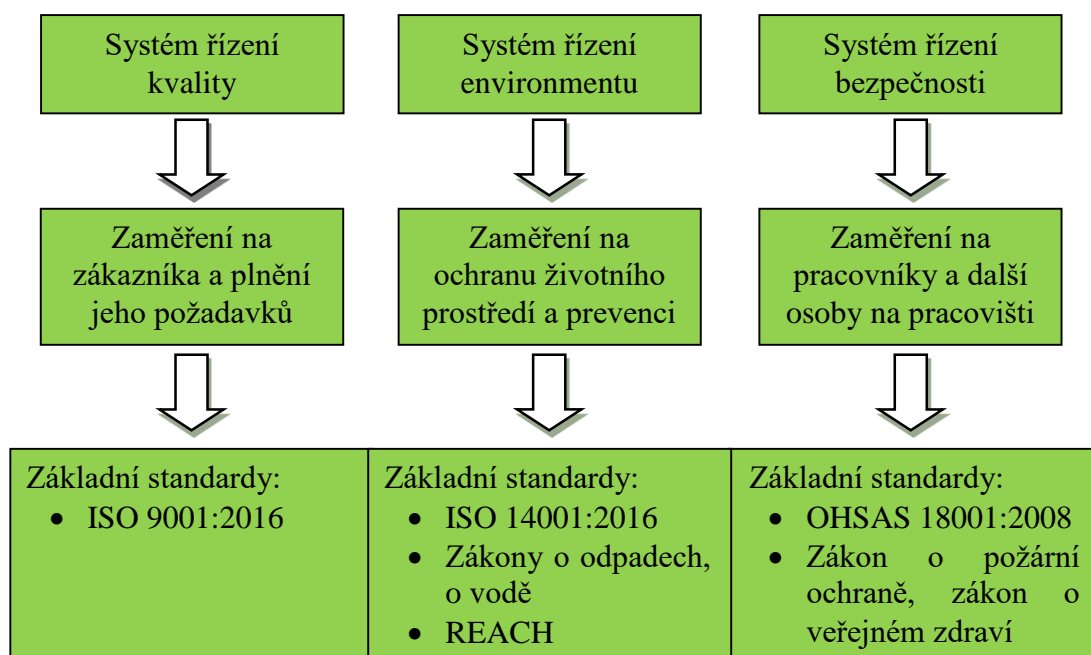 Systém řízení
kvality
Systém řízení
environmentu
Systém řízení
bezpečnosti
Zaměření na
zákazníka a plnění
jeho požadavků
Zaměření na
ochranu životního
prostředí a prevenci
Zaměření na
pracovníky a další
osoby na pracovišti
Základní standardy:
• ISO 9001:2016
Základní standardy:
• ISO 14001:2016
• Zákony o odpadech,
o vodě
• REACH
Základní standardy:
• OHSAS 18001:2008
• Zákon o požární
ochraně, zákon o
veřejném zdraví